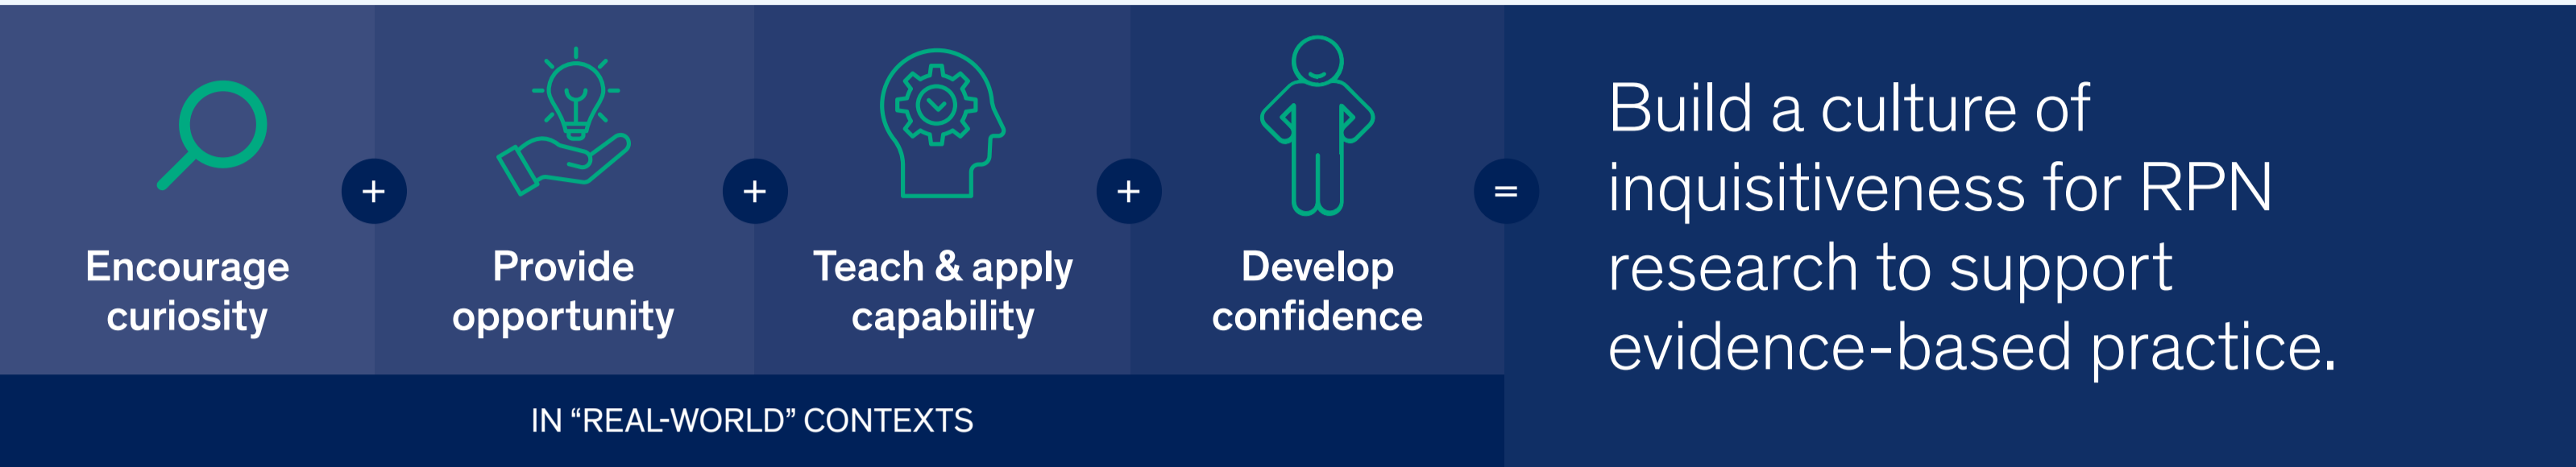 Encourage
curiosity
+
Provide
opportunity
+
Teach & apply
capability
+
Develop
confidence
=
Build a culture of
inquisitiveness for RPN
research to support
evidence-based practice.
IN “REAL-WORLD” CONTEXTS